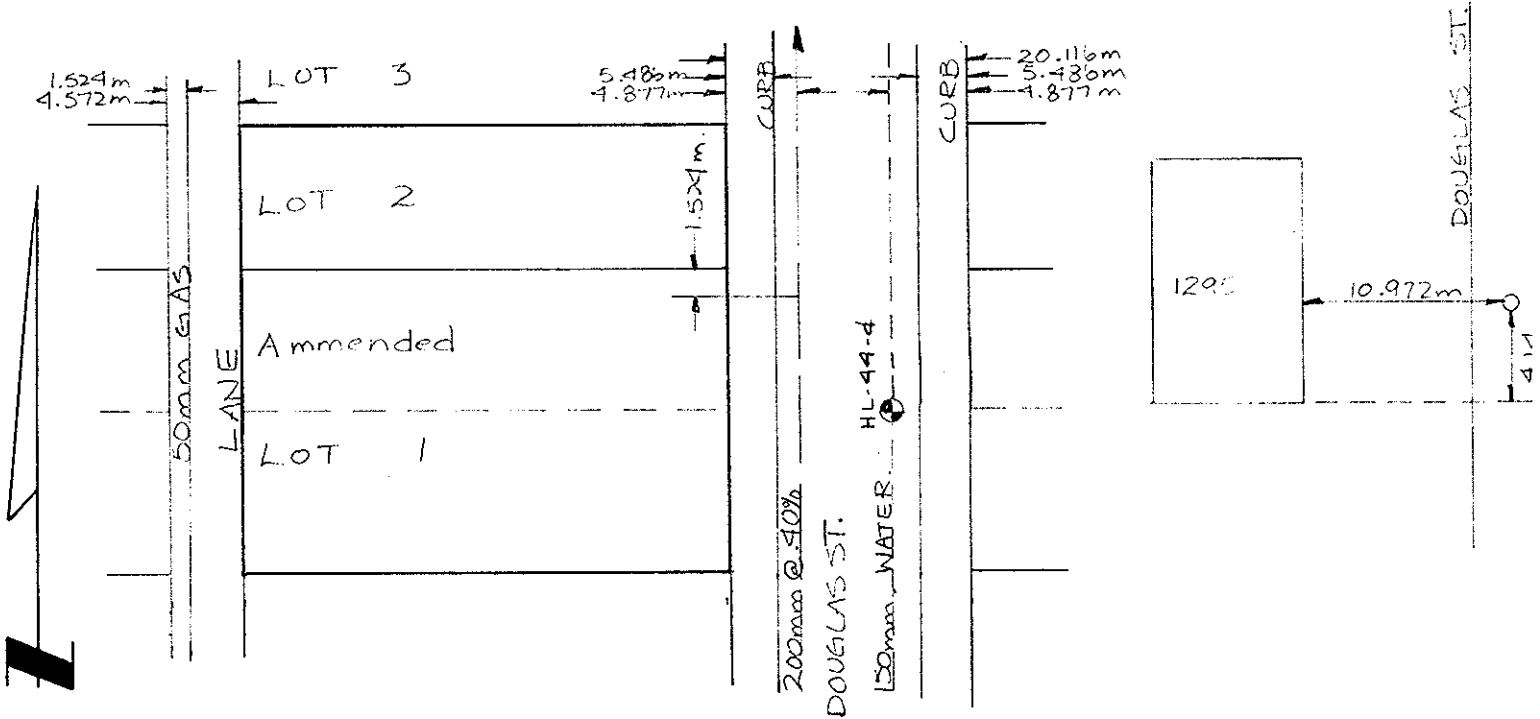 1.524m
4.572m
LOT 3
5.486m
4.877m
CURB
CURB
20.116m
5.486m
4.877m
DOUGLAS ST.
LOT 2
1.524m.
50mm GAS
LANE
Ammended
LOT 1
HL-44-4
200mm @ .40%
DOUGLAS ST.
150mm WATER
10.972m